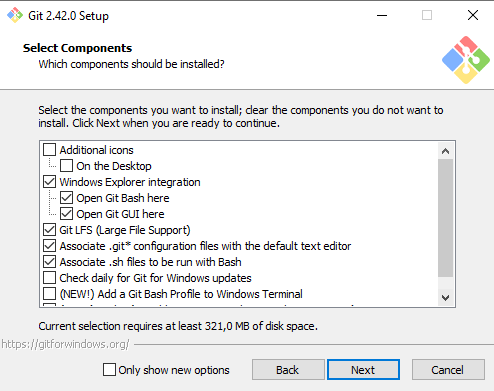 Git 2.42.0 Setup
Select Components
Which components should be installed?
Select the components you want to install; clear the components you do not want to
install. Click Next when you are ready to continue.
Additional icons
On the Desktop
Windows Explorer integration
Open Git Bash here
Open Git GUI here
Git LFS (Large File Support)
Associate .git* configuration files with the default text editor
Associate .sh files to be run with Bash
Check daily for Git for Windows updates
(NEW!) Add a Git Bash Profile to Windows Terminal
Current selection requires at least 321,0 MB of disk space.
https://gitforwindows.org/
Only show new options
Back
Next
Cancel